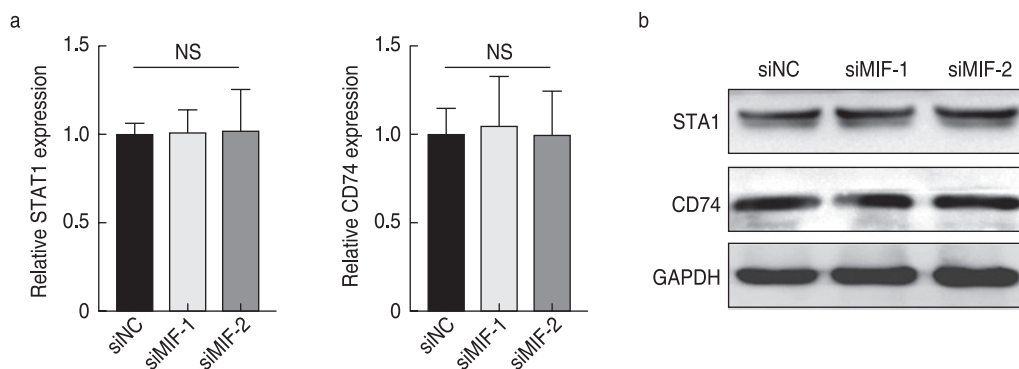 a
Relative STAT1 expression
1.5
1.0
0.5
0
NS
siNC
siMIF-1
siMIF-2
Relative CD74 expression
1.5
1.0
0.5
0
NS
siNC
siMIF-1
siMIF-2
b
siNC siMIF-1 siMIF-2
STA1
CD74
GAPDH